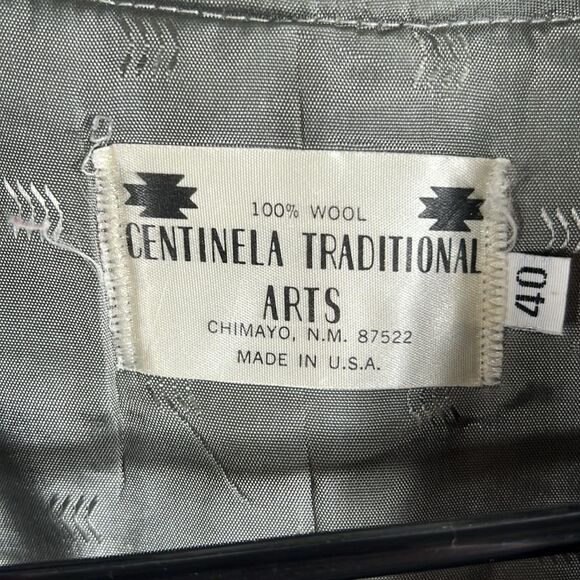 100% WOOL
CENTINELA TRADITIONAL
ARTS
CHIMAYO, N.M. 87522
MADE IN U.S.A.
40